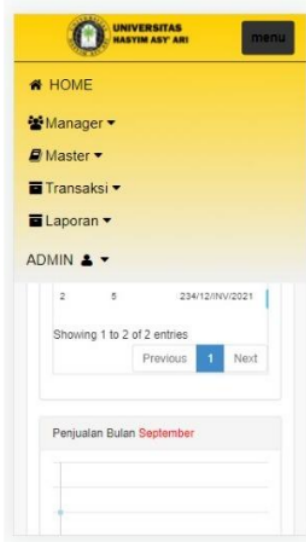 UNIVERSITAS
HASYIM ASY' ARI
menu
HOME
Manager
Master
Transaksi
Laporan
ADMIN
2 5 234/12/INV/2021
Showing 1 to 2 of 2 entries
Previous 1 Next
Penjualan Bulan September